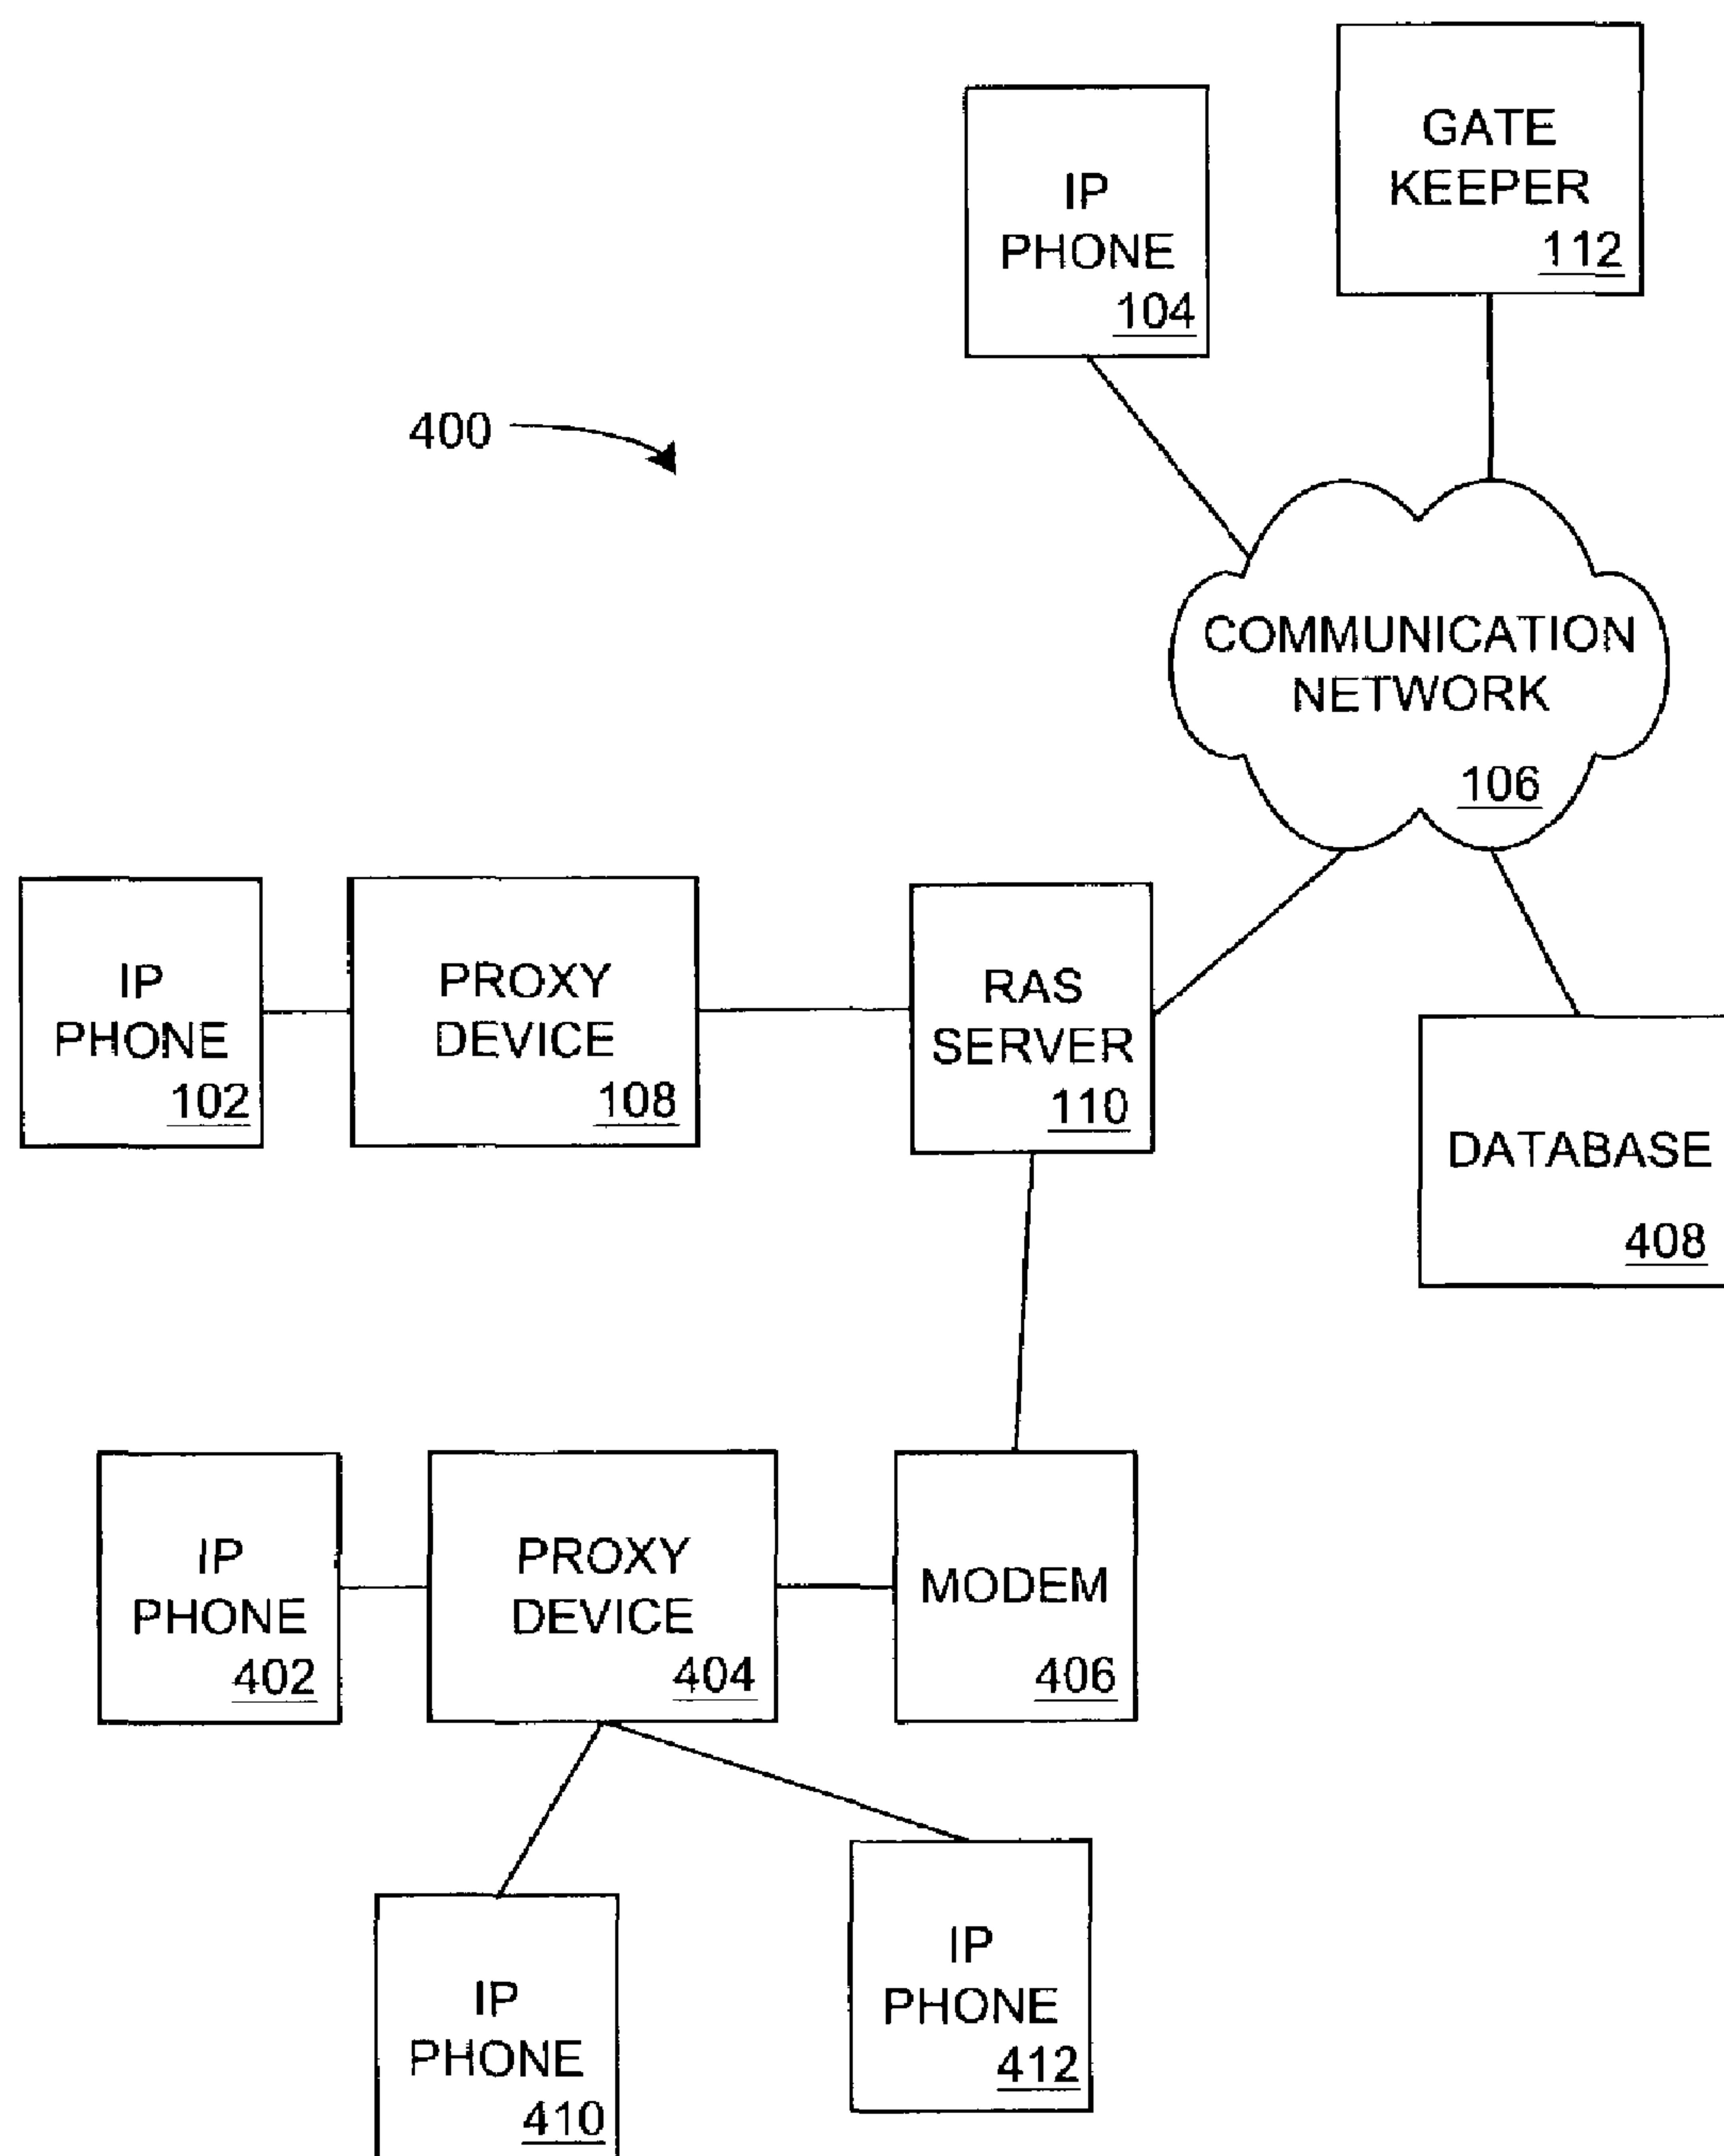 GATE
KEEPER
112
IP
PHONE
104
400
COMMUNICATION
NETWORK
106
IP
PHONE
102
PROXY
DEVICE
108
RAS
SERVER
110
DATABASE
408
IP
PHONE
402
PROXY
DEVICE
404
MODEM
406
IP
PHONE
410
IP
PHONE
412